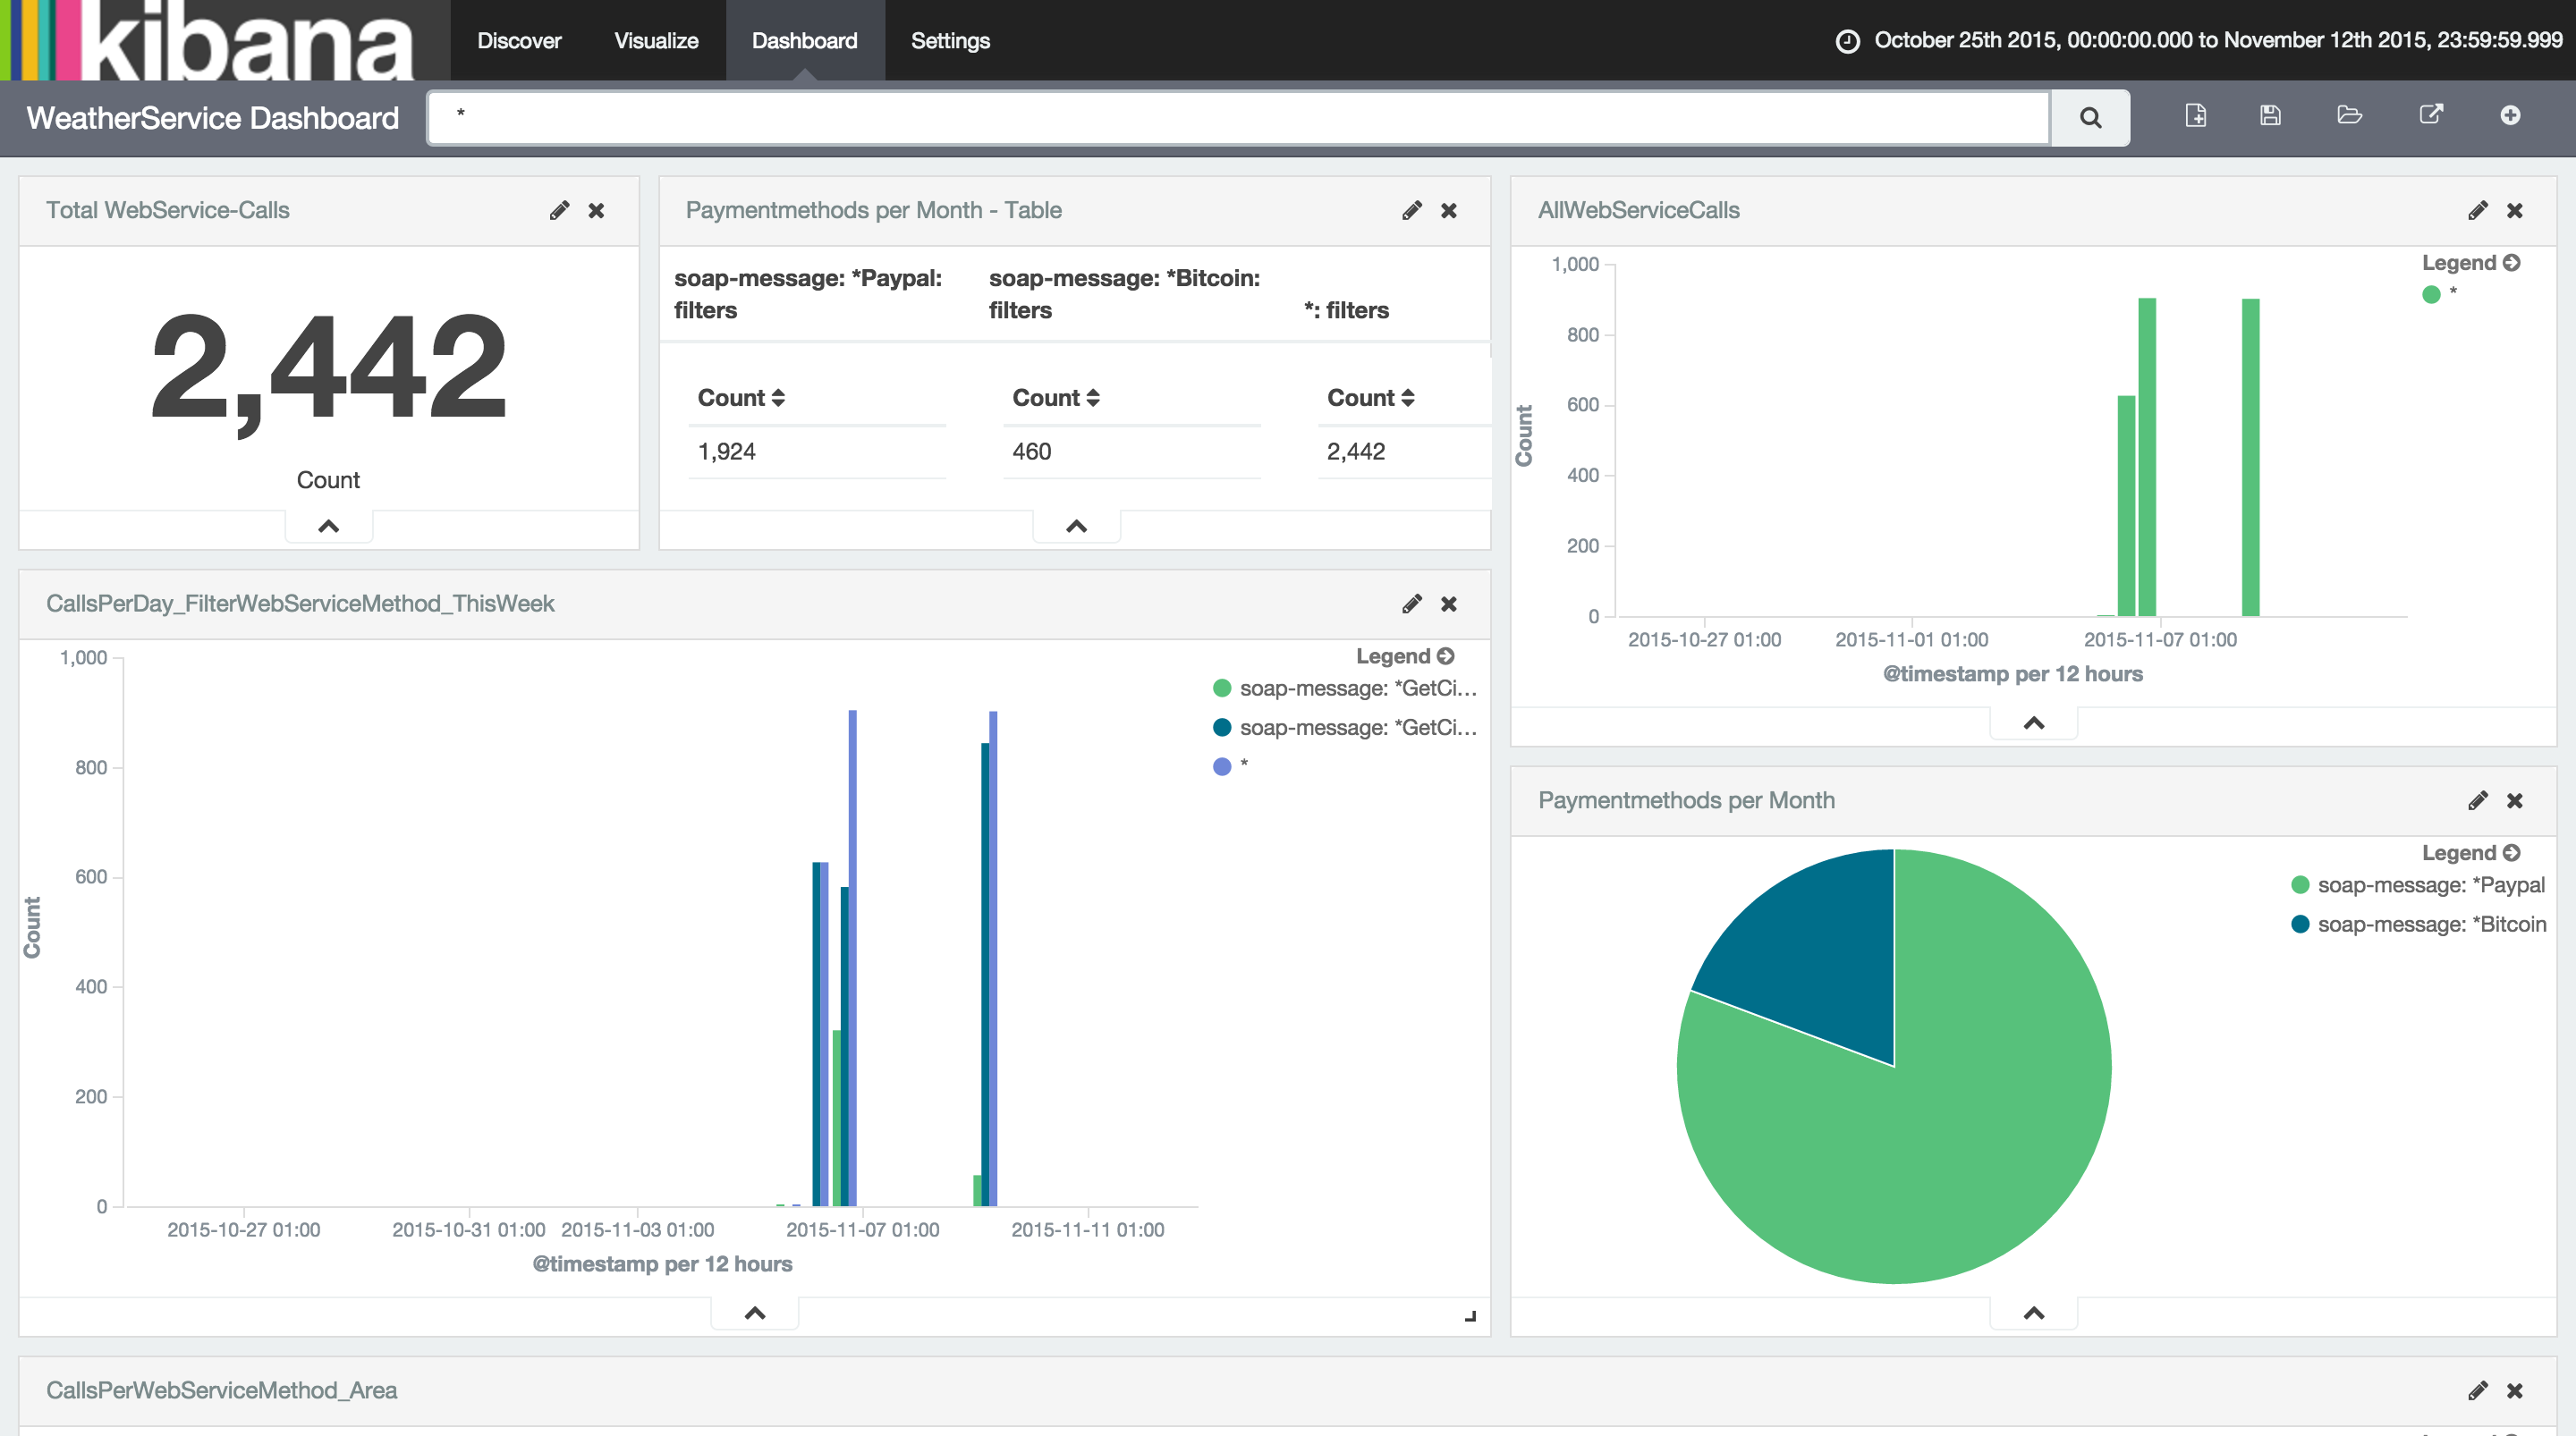 kibana
Discover Visualize Dashboard Settings
October 25th 2015, 00:00:00.000 to November 12th 2015, 23:59:59.999
WeatherService Dashboard
*
Total WebService-Calls
2,442
Count
Paymentmethods per Month - Table
soap-message: *Paypal: filters
soap-message: *Bitcoin: filters
*: filters
Count Count Count
1,924 460 2,442
AllWebServiceCalls
Legend
*
1,000
800
600
400
200
0
Count
2015-10-27 01:00 2015-11-01 01:00 2015-11-07 01:00
@timestamp per 12 hours
CallsPerDay_FilterWebServiceMethod_ThisWeek
Legend
soap-message: *GetCi...
soap-message: *GetCi...
*
1,000
800
600
400
200
0
Count
2015-10-27 01:00 2015-10-31 01:00 2015-11-03 01:00 2015-11-07 01:00 2015-11-11 01:00
@timestamp per 12 hours
Paymentmethods per Month
Legend
soap-message: *Paypal
soap-message: *Bitcoin
CallsPerWebServiceMethod_Area